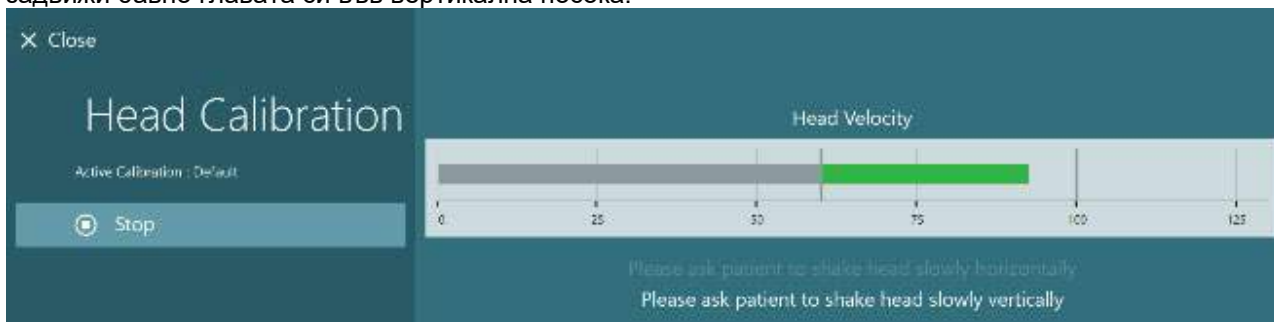 задвижи бавно главата си във вертикална посока.
Close
Head Calibration
Active Calibration : Default
Stop
Head Velocity
0 25 50 75 100 125
Please ask patient to shake head slowly horizontally
Please ask patient to shake head slowly vertically